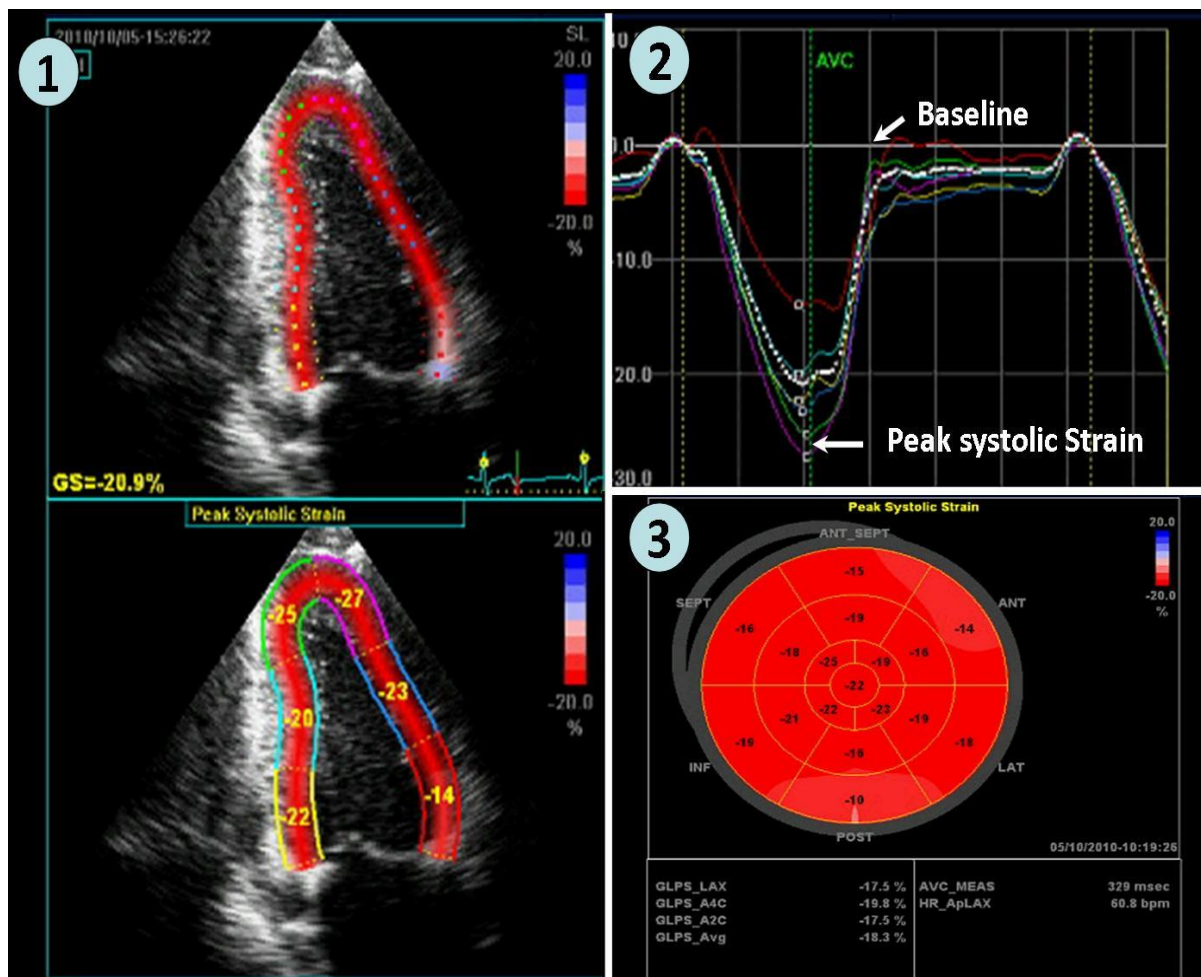 1
2010/10/05-15:26:22
SL
20.0
-20.0
%
GS=-20.9%
Peak Systolic Strain
20.0
-20.0
%
-25
-27
-20
-23
-22
-14
2
AVC
Baseline
-10.0
-20.0
Peak systolic Strain
-30.0
3
Peak Systolic Strain
20.0
-20.0
%
ANT_SEPT
SEPT
ANT
INF
LAT
POST
-15
-16
-14
-19
-18
-16
-25
-19
-22
-22
-23
-21
-19
-19
-18
-16
-10
05/10/2010-10:19:26
GLPS_LAX -17.5 % AVC_MEAS 329 msec
GLPS_A4C -19.8 % HR_ApLAX 60.8 bpm
GLPS_A2C -17.5 %
GLPS_Avg -18.3 %